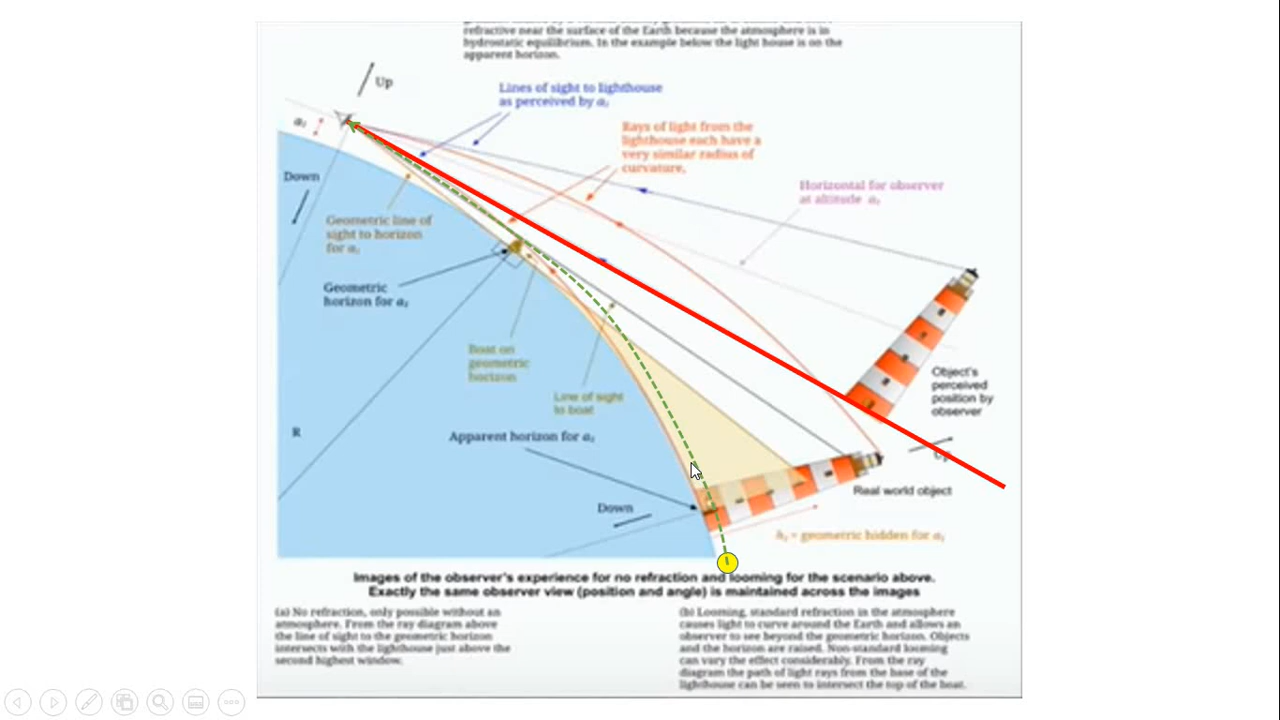 refractive near the surface of the Earth because the atmosphere is in
hydrostatic equilibrium. In the example below the light house is on the
apparent horizon.
Up
Lines of sight to lighthouse
as perceived by a₁
a₁
Rays of light from the
lighthouse each have a
very similar radius of
curvature.
Down
Horizontal for observer
at altitude a₁
Geometric line of
sight to horizon
for a₁
Geometric
horizon for a₁
Boat on
geometric
horizon
Object's
perceived
position by
observer
Line of sight
to boat
R
Apparent horizon for a₁
Up
Real world object
Down
h₁ = geometric hidden for a₁
Images of the observer's experience for no refraction and looming for the scenario above.
Exactly the same observer view (position and angle) is maintained across the images
(a) No refraction, only possible without an
atmosphere. From the ray diagram above
the line of sight to the geometric horizon
intersects with the lighthouse just above the
second highest window.
(b) Looming, standard refraction in the atmosphere
causes light to curve around the Earth and allows an
observer to see beyond the geometric horizon. Objects
and the horizon are raised. Non-standard looming
can vary the effect considerably. From the ray
diagram the path of light rays from the base of the
lighthouse can be seen to intersect the top of the boat.